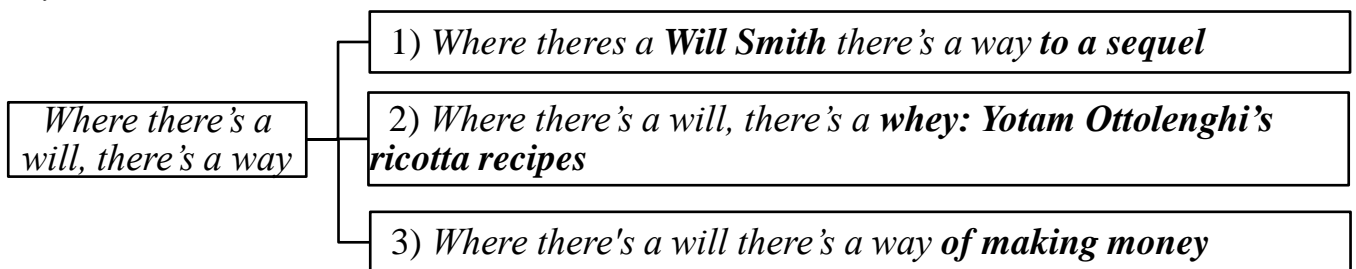 1) Where theres a Will Smith there's a way to a sequel
Where there's a
will, there's a way
2) Where there's a will, there's a whey: Yotam Ottolenghi's
ricotta recipes
3) Where there's a will there's a way of making money